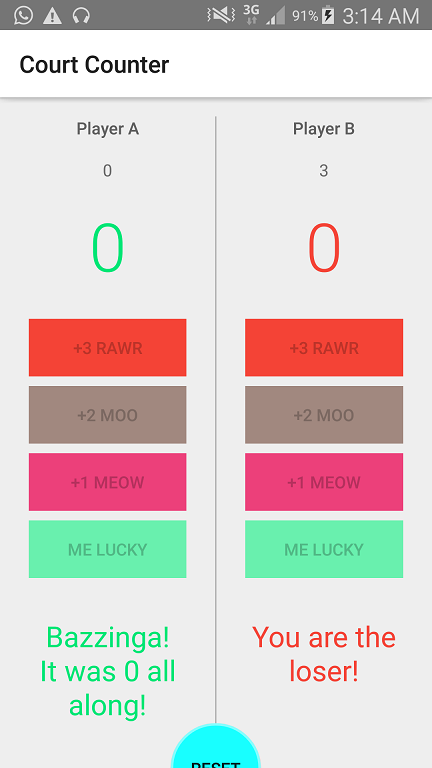 3G 91% 3:14 AM
Court Counter
Player A
0
0
+3 RAWR
+2 MOO
+1 MEOW
ME LUCKY
Bazzinga!
It was 0 all
along!
Player B
3
0
+3 RAWR
+2 MOO
+1 MEOW
ME LUCKY
You are the
loser!
RESET